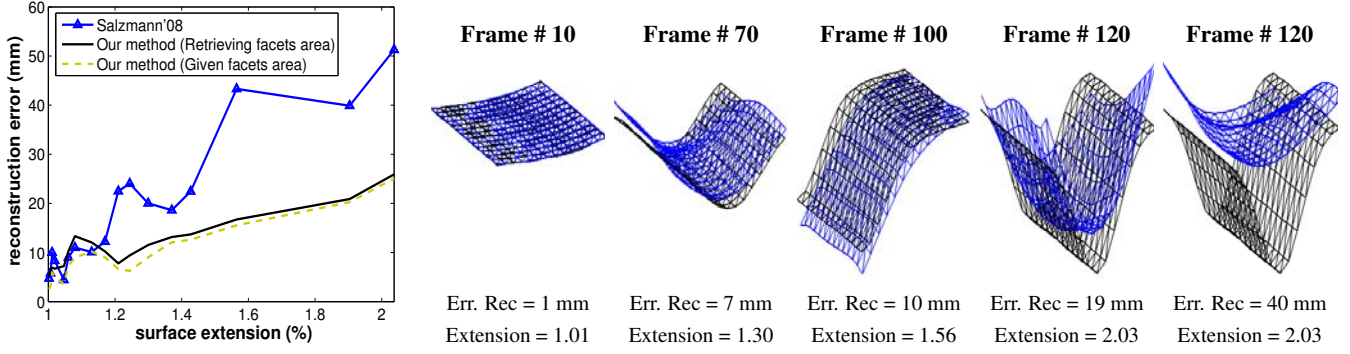 60
50
40
30
20
10
0
1
1.2
1.4
1.6
1.8
2
reconstruction error (mm)
surface extension (%)
Salzmann'08
Our method (Retrieving facets area)
Our method (Given facets area)
Frame # 10
Frame # 70
Frame # 100
Frame # 120
Frame # 120
Err. Rec = 1 mm
Err. Rec = 7 mm
Err. Rec = 10 mm
Err. Rec = 19 mm
Err. Rec = 40 mm
Extension = 1.01
Extension = 1.30
Extension = 1.56
Extension = 2.03
Extension = 2.03